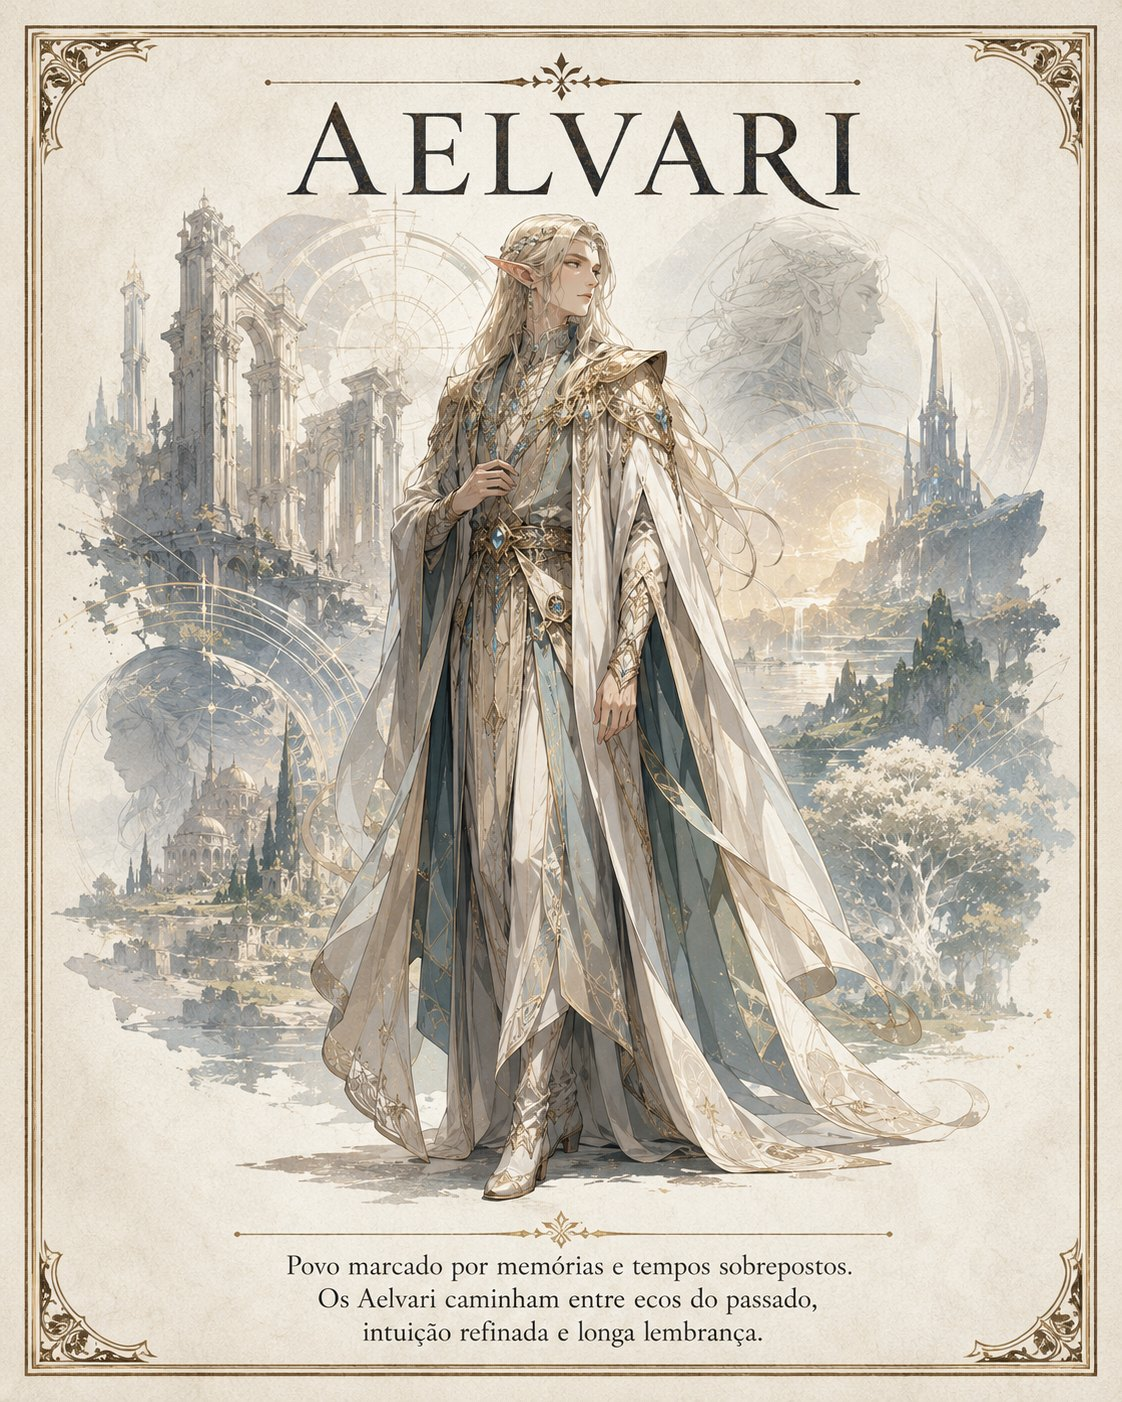 AELVARI
Povo marcado por memórias e tempos sobrepostos.
Os Aelvari caminham entre ecos do passado,
intuição refinada e longa lembrança.